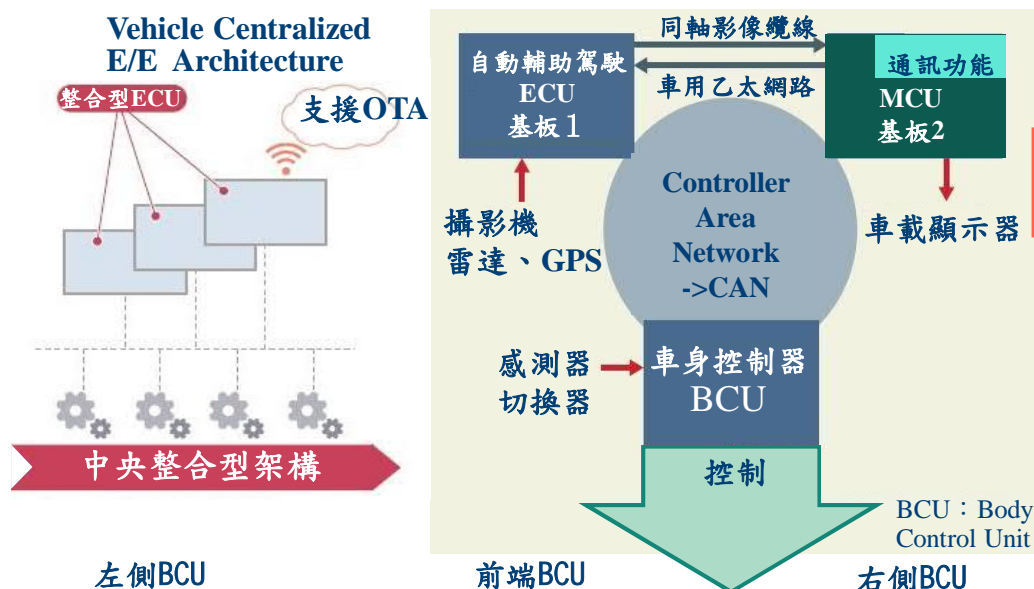 Vehicle Centralized
E/E Architecture
整合型ECU
支援OTA
中央整合型架構
左側BCU
同軸影像纜線
車用乙太網路
自動輔助駕駛
ECU
基板１
通訊功能
MCU
基板2
攝影機
雷達、GPS
Controller
Area
Network
->CAN
車載顯示器
感測器
切換器
車身控制器
BCU
控制
BCU：Body
Control Unit
前端BCU
右側BCU